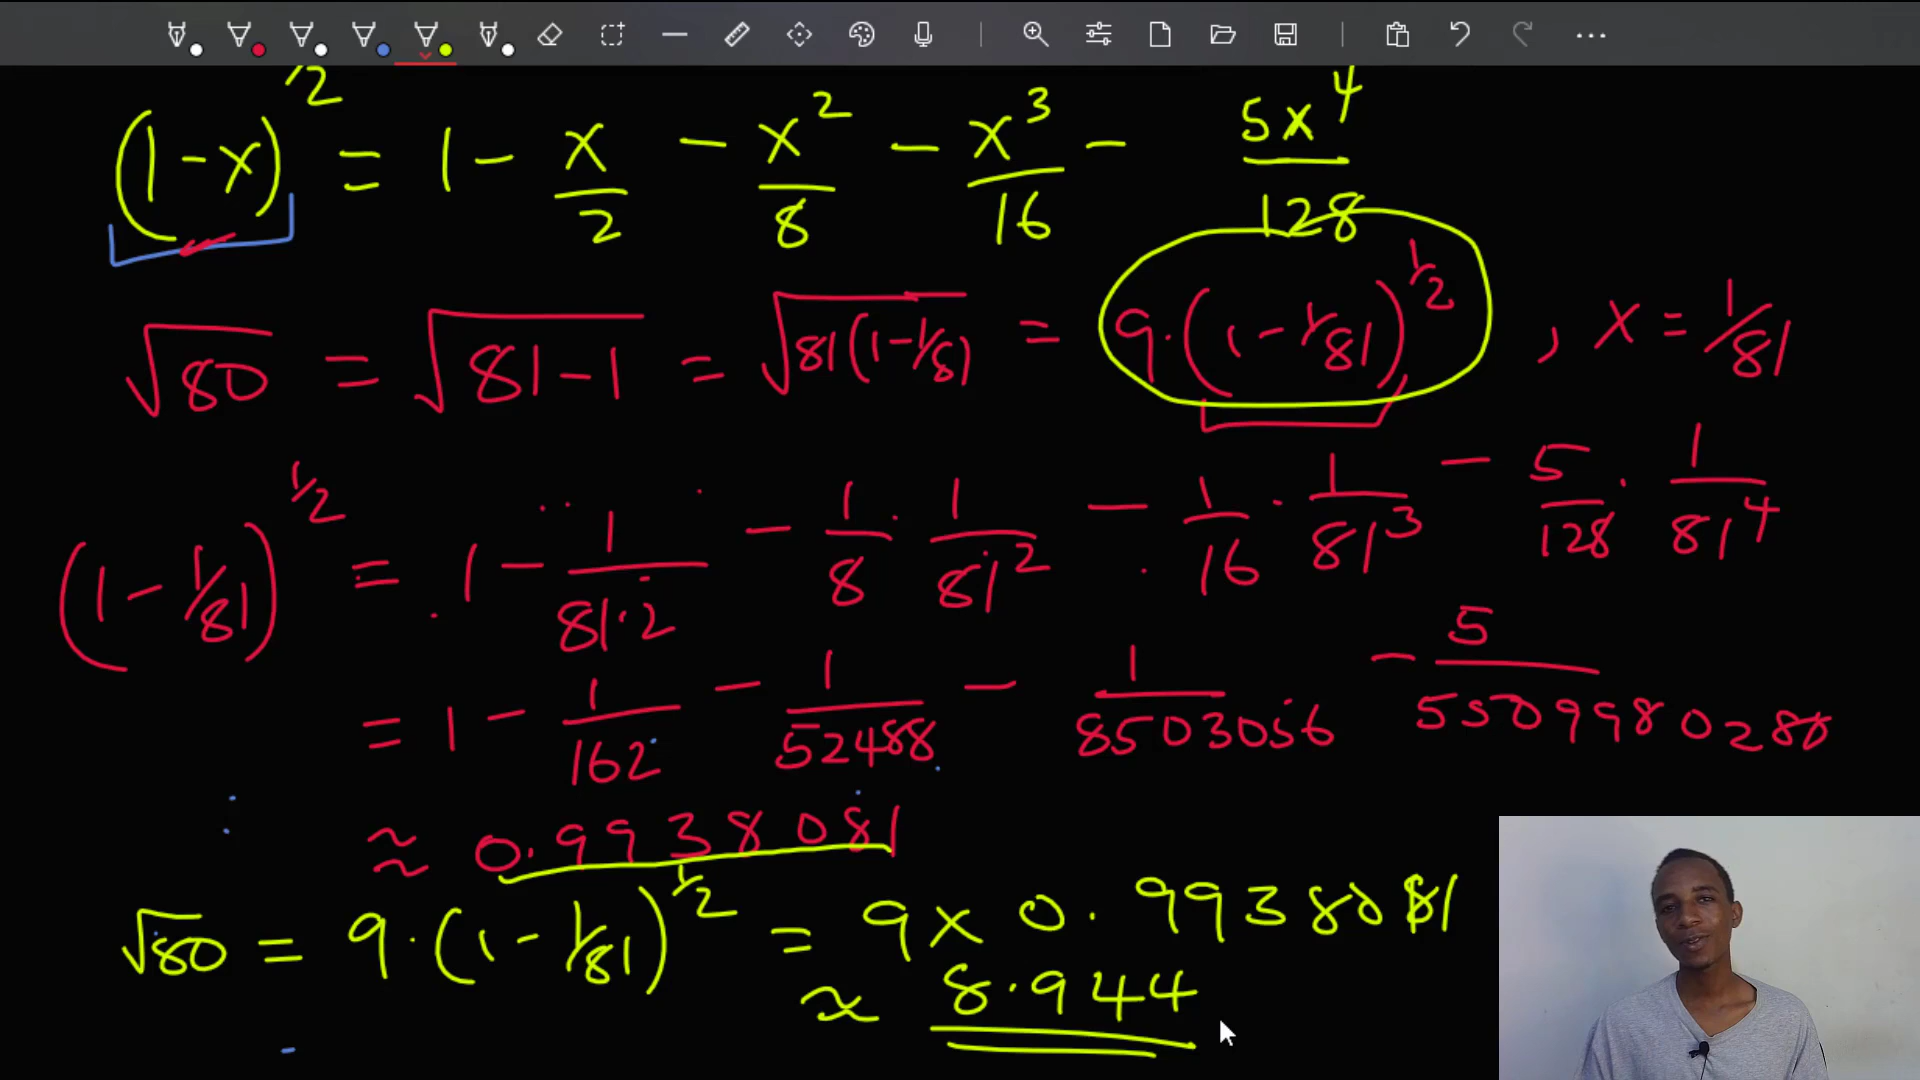 (1-x)^1/2 = 1 - x/2 - x^2/8 - x^3/16 - 5x^4/128
√80 = √81-1 = √81(1-1/81) = 9·(1-1/81)^1/2 , x = 1/81
(1-1/81)^1/2 = 1 - 1/81·2 - 1/8 · 1/81^2 - 1/16 · 1/81^3 - 5/128 · 1/81^4
= 1 - 1/162 - 1/52488 - 1/8503056 - 5/5509980288
≈ 0.9938081
√80 = 9·(1-1/81)^1/2 = 9 x 0.9938081
≈ 8.944